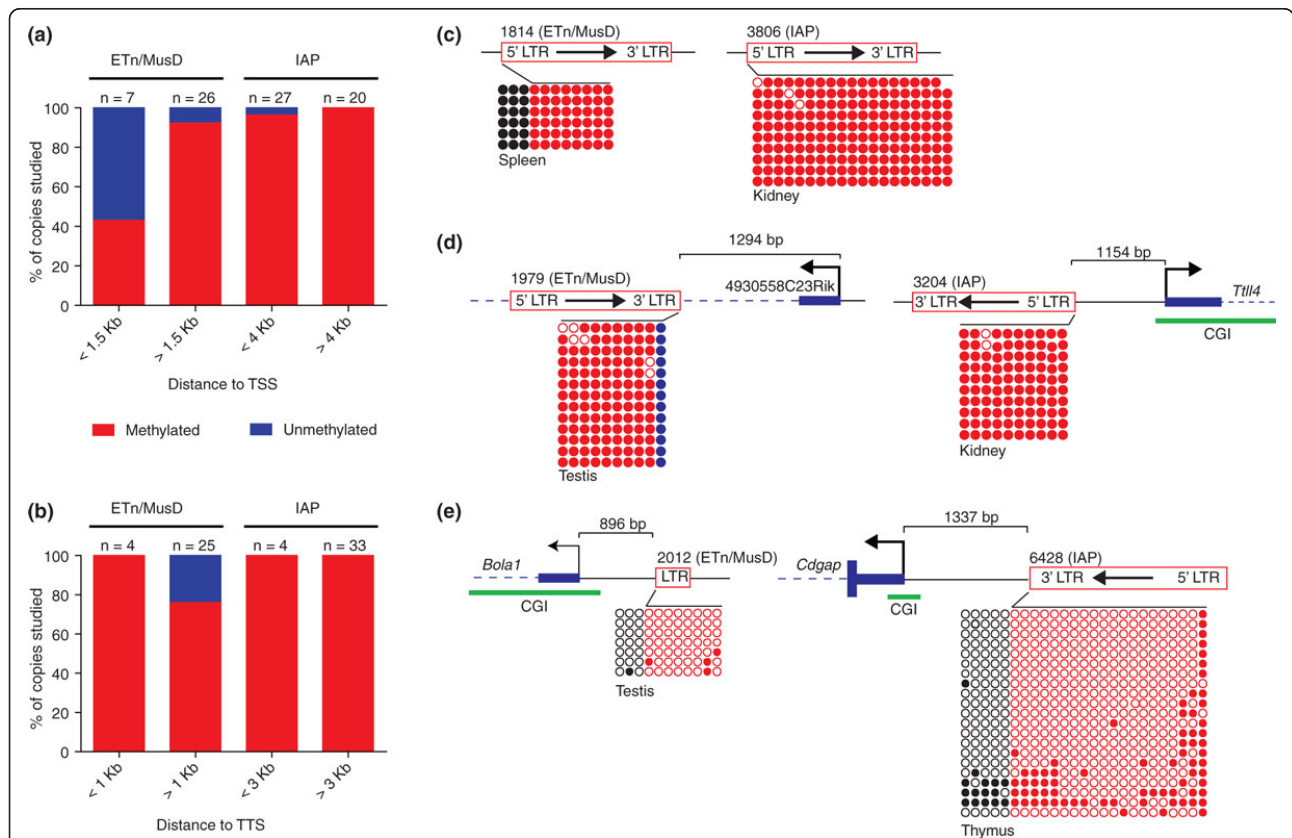 (a)
ETn/MusD IAP
n = 7 n = 26 n = 27 n = 20
% of copies studied
100
80
60
40
20
0
< 1.5 Kb > 1.5 Kb < 4 Kb > 4 Kb
Distance to TSS
Methylated Unmethylated
(b)
ETn/MusD IAP
n = 4 n = 25 n = 4 n = 33
% of copies studied
100
80
60
40
20
0
< 1 Kb > 1 Kb < 3 Kb > 3 Kb
Distance to TTS
(c)
1814 (ETn/MusD)
5' LTR 3' LTR
Spleen
3806 (IAP)
5' LTR 3' LTR
Kidney
(d)
1294 bp
1979 (ETn/MusD)
5' LTR 3' LTR
4930558C23Rik
Testis
1154 bp
3204 (IAP)
3' LTR 5' LTR
Ttll4
CGI
Kidney
(e)
896 bp
Bola1
2012 (ETn/MusD)
LTR
CGI
Testis
1337 bp
Cdgap
6428 (IAP)
3' LTR 5' LTR
CGI
Thymus